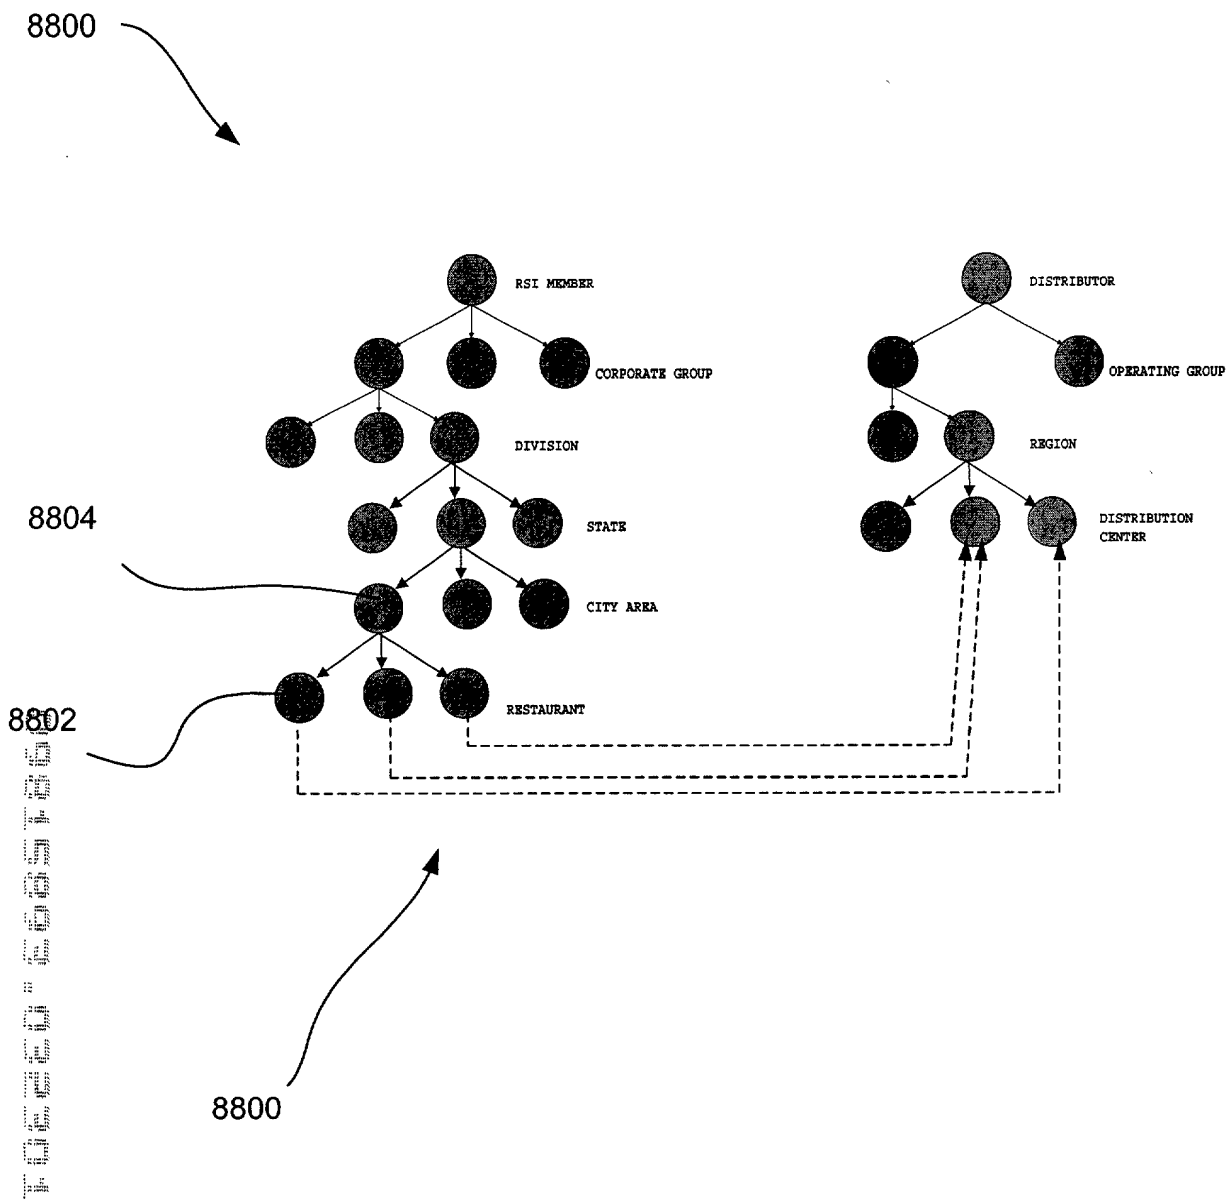 8800
RSI MEMBER
DISTRIBUTOR
CORPORATE GROUP
OPERATING GROUP
DIVISION
REGION
8804
STATE
DISTRIBUTION
CENTER
CITY AREA
RESTAURANT
8802
8800